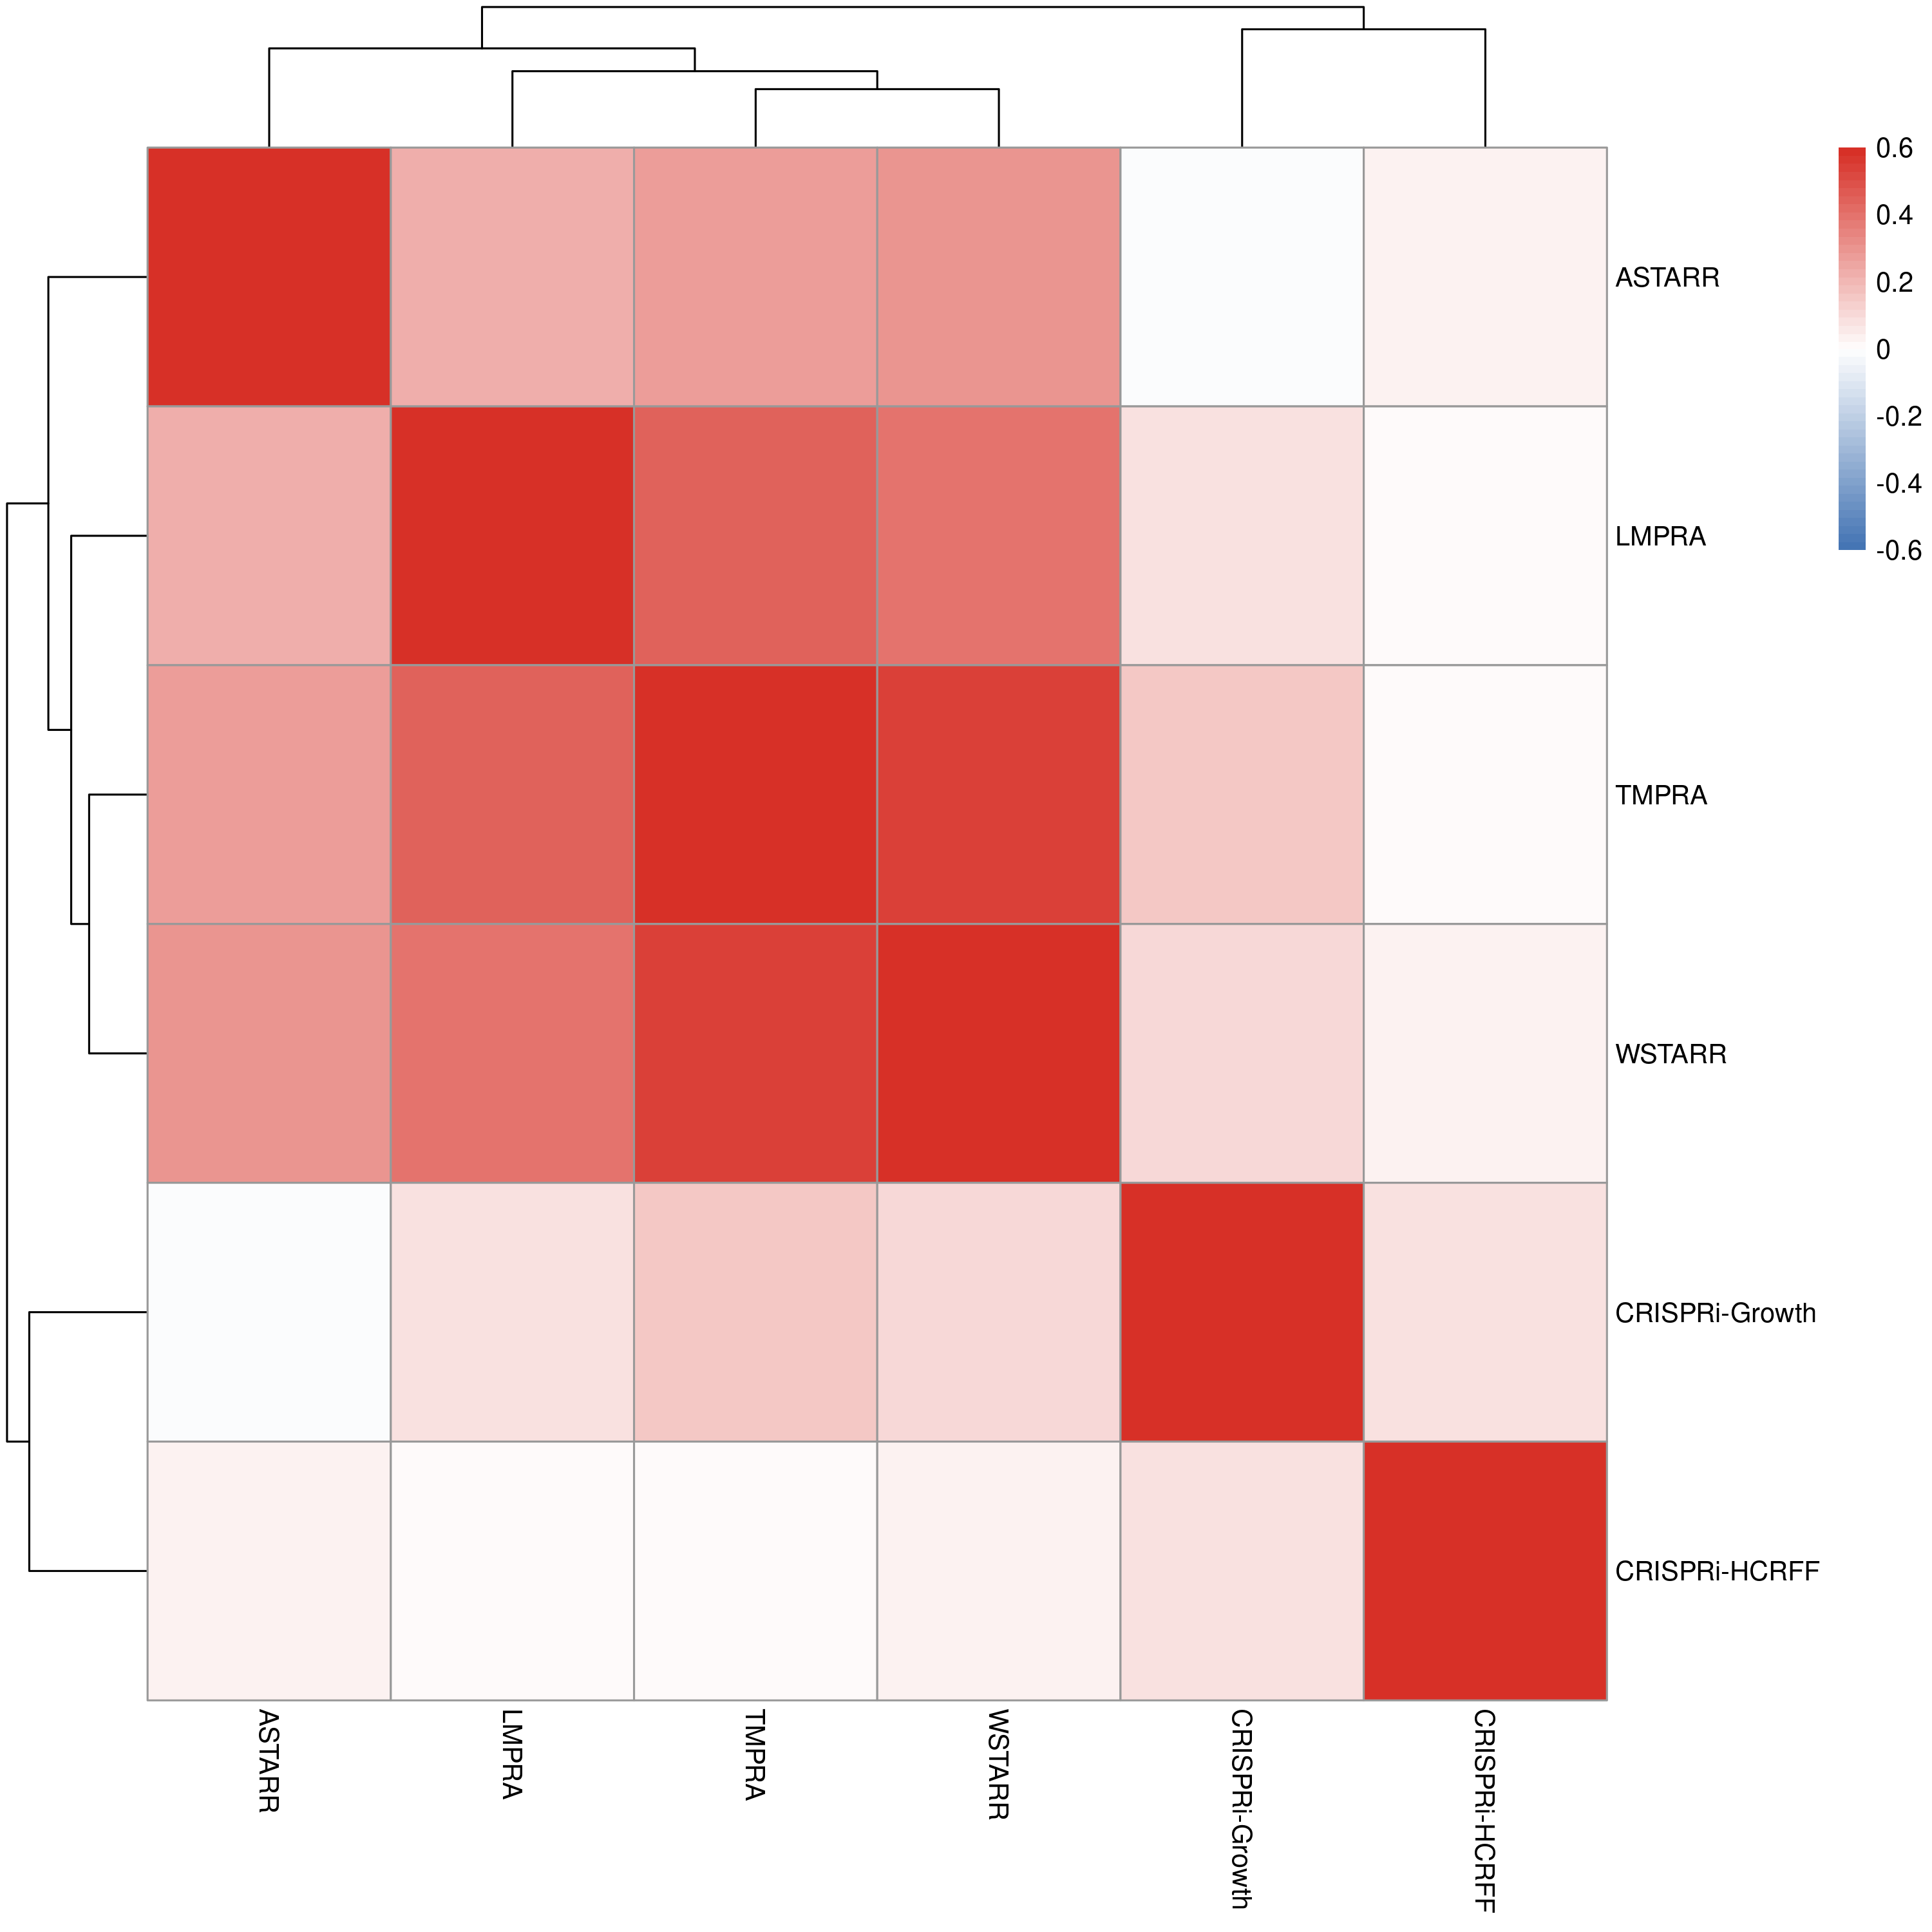 0.6
0.4
0.2
0
-0.2
-0.4
-0.6
ASTARR
LMPRA
TMPRA
WSTARR
CRISPRi-Growth
CRISPRi-HCRFF
ASTARR
LMPRA
TMPRA
WSTARR
CRISPRi-Growth
CRISPRi-HCRFF